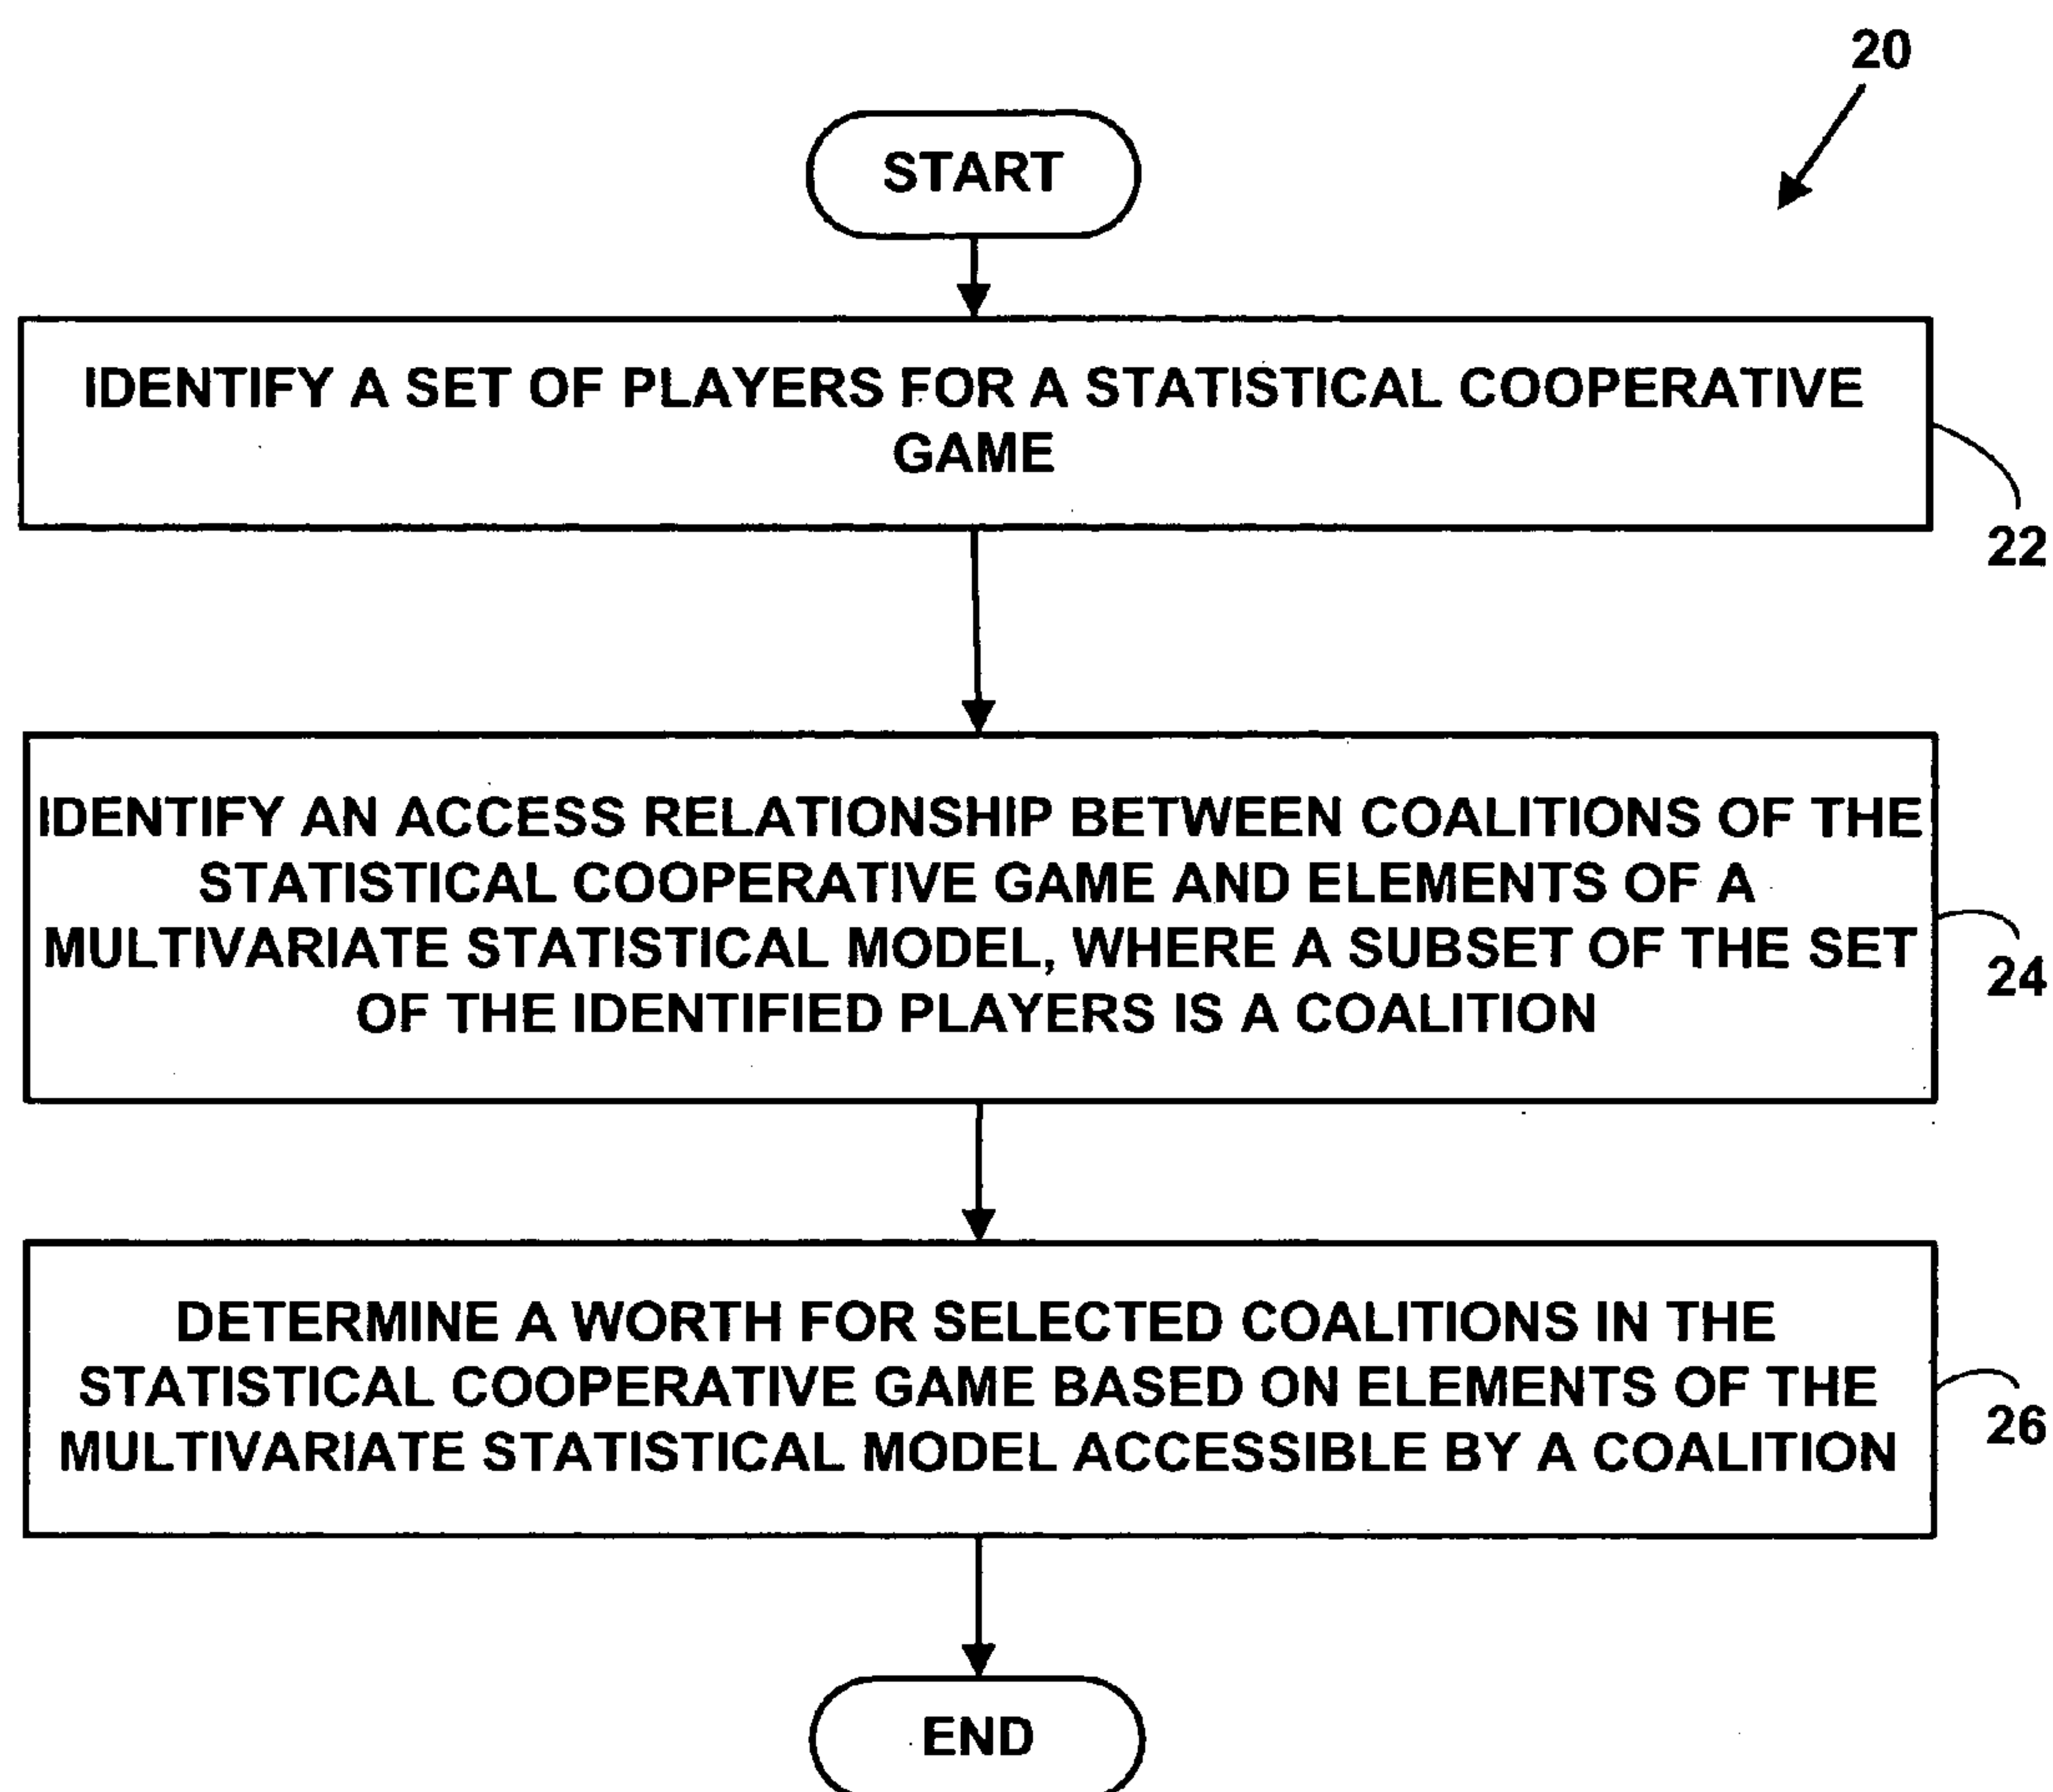 20
START
IDENTIFY A SET OF PLAYERS FOR A STATISTICAL COOPERATIVE
GAME
22
IDENTIFY AN ACCESS RELATIONSHIP BETWEEN COALITIONS OF THE
STATISTICAL COOPERATIVE GAME AND ELEMENTS OF A
MULTIVARIATE STATISTICAL MODEL, WHERE A SUBSET OF THE SET
OF THE IDENTIFIED PLAYERS IS A COALITION
24
DETERMINE A WORTH FOR SELECTED COALITIONS IN THE
STATISTICAL COOPERATIVE GAME BASED ON ELEMENTS OF THE
MULTIVARIATE STATISTICAL MODEL ACCESSIBLE BY A COALITION
26
END